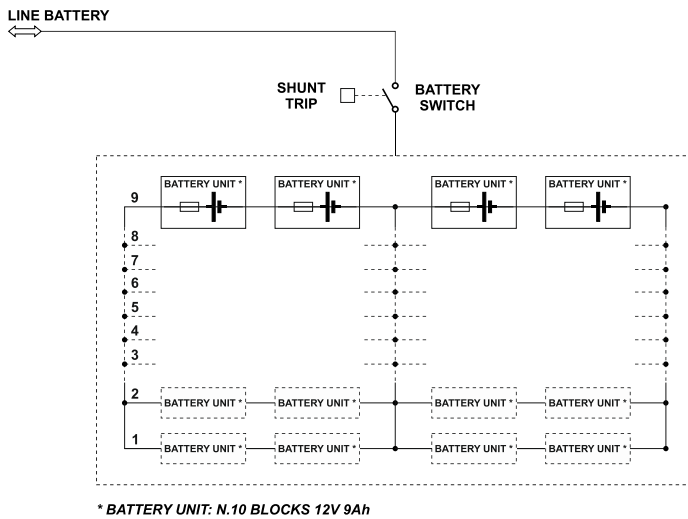 LINE BATTERY
SHUNT
TRIP
BATTERY
SWITCH
9
BATTERY UNIT *
BATTERY UNIT *
BATTERY UNIT *
BATTERY UNIT *
8
7
6
5
4
3
2
BATTERY UNIT *
BATTERY UNIT *
BATTERY UNIT *
BATTERY UNIT *
1
BATTERY UNIT *
BATTERY UNIT *
BATTERY UNIT *
BATTERY UNIT *
* BATTERY UNIT: N.10 BLOCKS 12V 9Ah